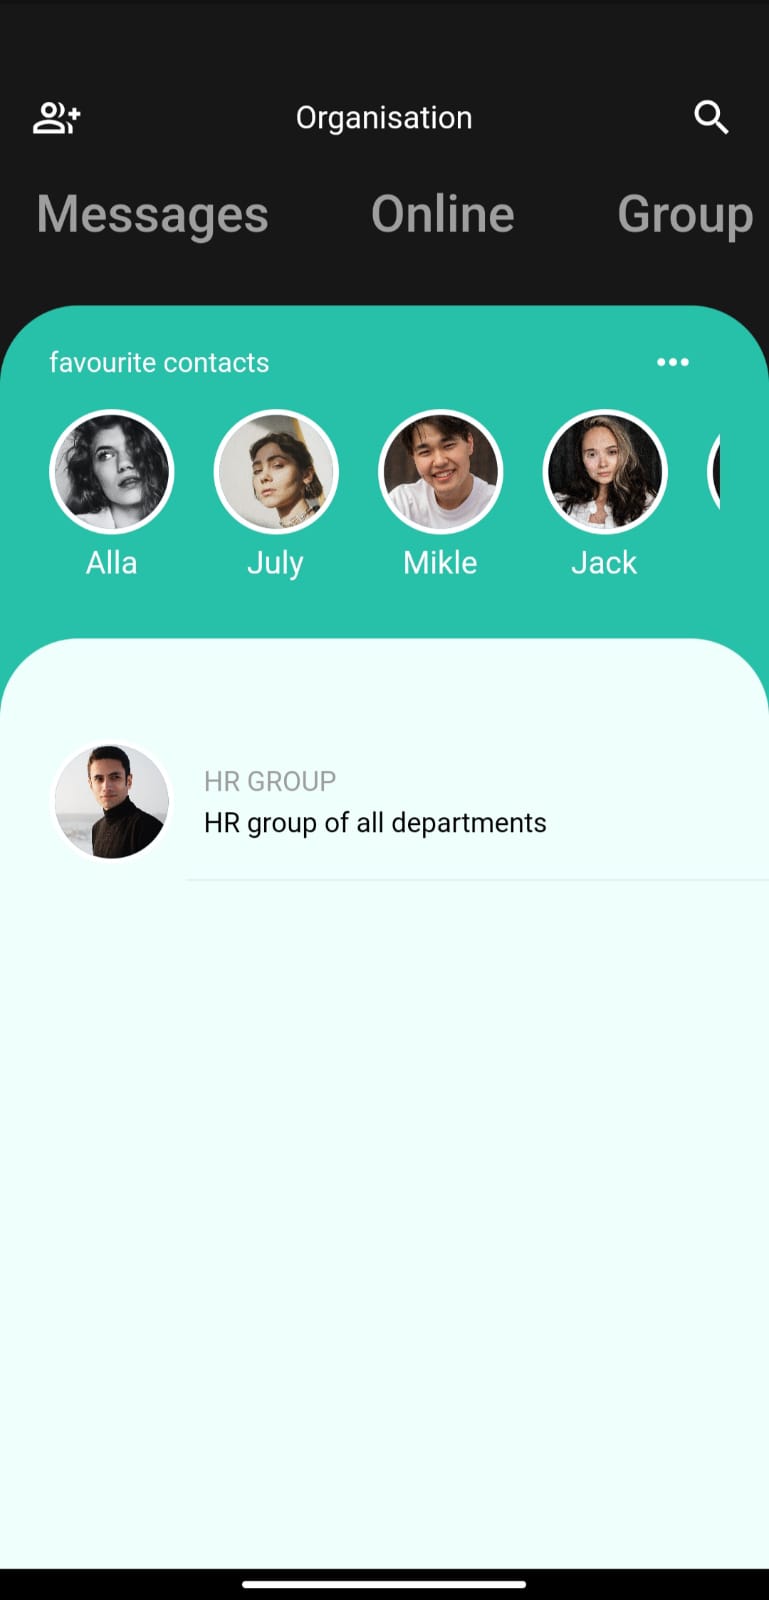 Organisation
Messages Online Group
favourite contacts
Alla July Mikle Jack
HR GROUP
HR group of all departments